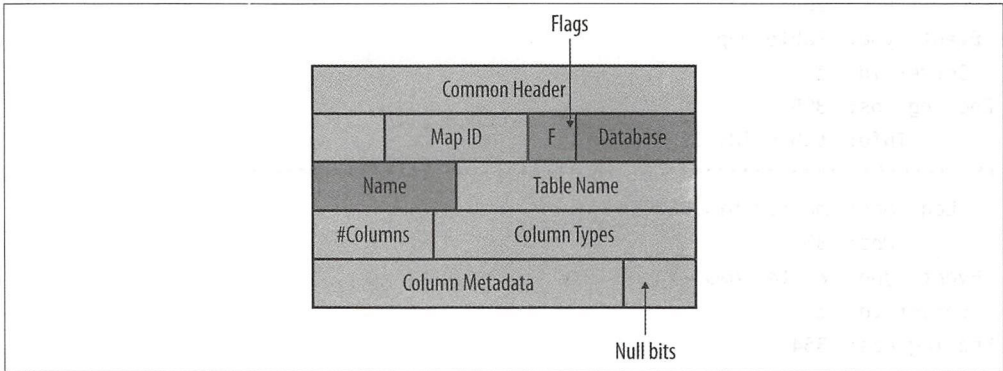 Flags
Common Header
Map ID F Database
Name Table Name
#Columns Column Types
Column Metadata
Null bits